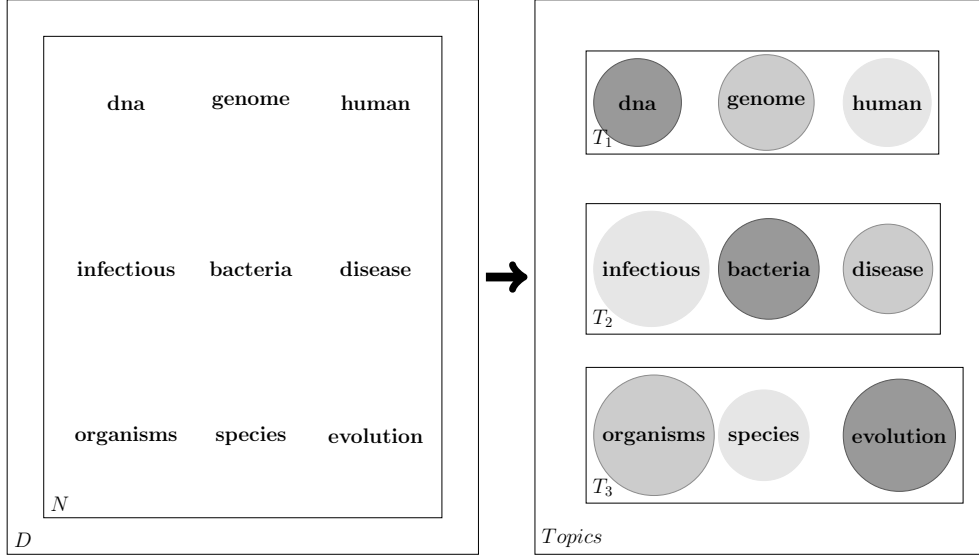 dna genome human
infectious bacteria disease
organisms species evolution
N
D
dna genome human
T1
infectious bacteria disease
T2
organisms species evolution
T3
Topics